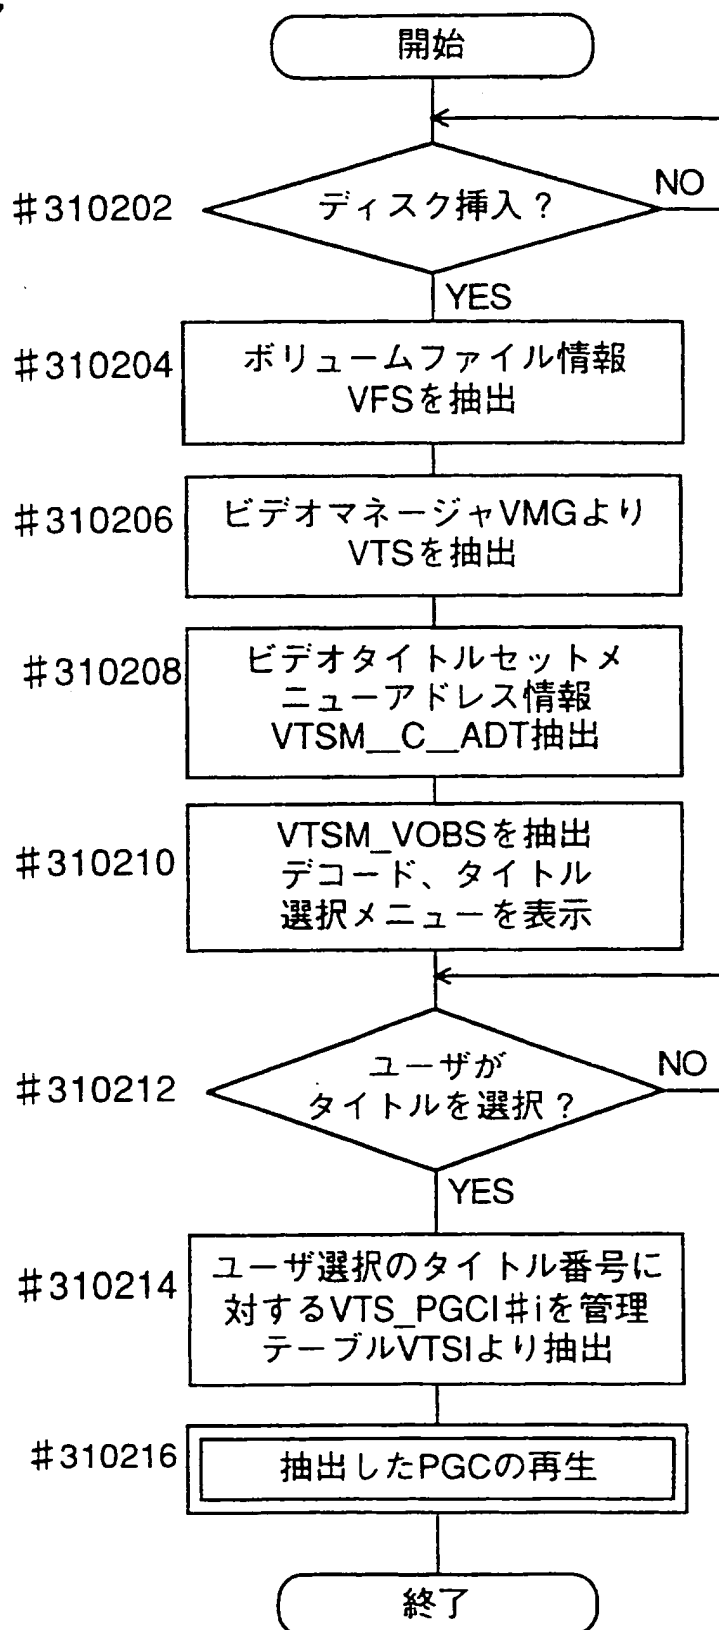 開始
#310202
ディスク挿入?
NO
YES
#310204
ボリュームファイル情報
VFSを抽出
#310206
ビデオマネージャVMGより
VTSを抽出
#310208
ビデオタイトルセットメ
ニューアドレス情報
VTSM__C__ADT抽出
#310210
VTSM_VOBSを抽出
デコード、タイトル
選択メニューを表示
#310212
ユーザが
タイトルを選択?
NO
YES
#310214
ユーザ選択のタイトル番号に
対するVTS_PGCI#iを管理
テーブルVTSIより抽出
#310216
抽出したPGCの再生
終了